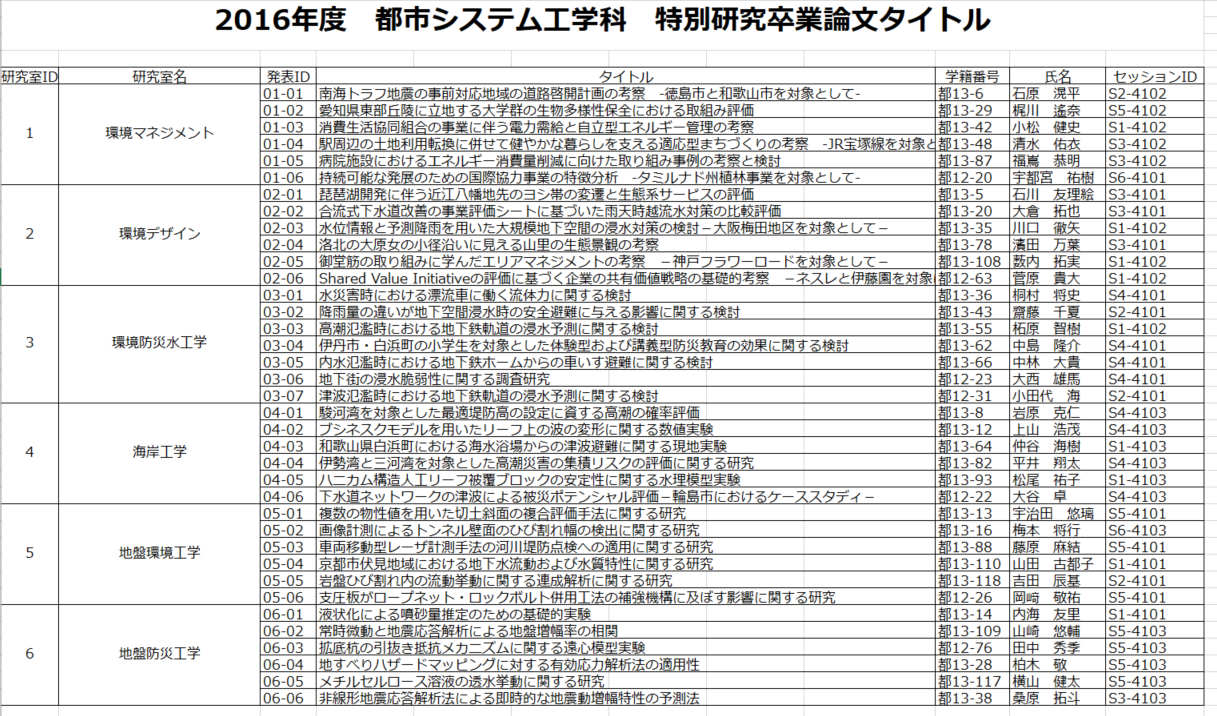 2016年度　都市システム工学科　特別研究卒業論文タイトル
研究室ID 研究室名 発表ID タイトル 学籍番号 氏名 セッションID
1 環境マネジメント
01-01 南海トラフ地震の事前対応地域の道路啓開計画の考察　-徳島市と和歌山市を対象として- 都13-6 石原　滉平 S2-4102
01-02 愛知県東部丘陵に立地する大学群の生物多様性保全における取組み評価 都13-29 梶川　遙奈 S5-4102
01-03 消費生活協同組合の事業に伴う電力需給と自立型エネルギー管理の考察 都13-42 小松　健史 S1-4102
01-04 駅周辺の土地利用転換に併せて健やかな暮らしを支える適応型まちづくりの考察　-JR宝塚線を対象と 都13-48 清水　佑衣 S3-4102
01-05 病院施設におけるエネルギー消費量削減に向けた取り組み事例の考察と検討 都13-87 福嶌　恭明 S3-4102
01-06 持続可能な発展のための国際協力事業の特徴分析　-タミルナド州植林事業を対象として- 都12-20 宇都宮　祐樹 S6-4101
2 環境デザイン
02-01 琵琶湖開発に伴う近江八幡地先のヨシ帯の変遷と生態系サービスの評価 都13-5 石川　友理絵 S3-4101
02-02 合流式下水道改善の事業評価シートに基づいた雨天時越流水対策の比較評価 都13-20 大倉　拓也 S3-4101
02-03 水位情報と予測降雨を用いた大規模地下空間の浸水対策の検討－大阪梅田地区を対象として－ 都13-35 川口　徹矢 S1-4102
02-04 洛北の大原女の小径沿いに見える山里の生態景観の考察 都13-78 濱田　万葉 S3-4101
02-05 御堂筋の取り組みに学んだエリアマネジメントの考察　－神戸フラワーロードを対象として－ 都13-108 薮内　拓実 S1-4102
02-06 Shared Value Initiativeの評価に基づく企業の共有価値戦略の基礎的考察　－ネスレと伊藤園を対象 都12-63 菅原　貴大 S1-4102
3 環境防災水工学
03-01 水災害時における漂流車に働く流体力に関する検討 都13-36 桐村　将史 S4-4101
03-02 降雨量の違いが地下空間浸水時の安全避難に与える影響に関する検討 都13-43 齋藤　千夏 S2-4101
03-03 高潮氾濫時における地下鉄軌道の浸水予測に関する検討 都13-55 柘原　智樹 S1-4102
03-04 伊丹市・白浜町の小学生を対象とした体験型および講義型防災教育の効果に関する検討 都13-62 中島　隆介 S4-4101
03-05 内水氾濫時における地下鉄ホームからの車いす避難に関する検討 都13-66 中林　大貴 S4-4101
03-06 地下街の浸水脆弱性に関する調査研究 都12-23 大西　雄馬 S4-4101
03-07 津波氾濫時における地下鉄軌道の浸水予測に関する検討 都12-31 小田代　海 S2-4101
4 海岸工学
04-01 駿河湾を対象とした最適堤防高の設定に資する高潮の確率評価 都13-8 岩原　克仁 S4-4103
04-02 ブシネスクモデルを用いたリーフ上の波の変形に関する数値実験 都13-12 上山　浩茂 S4-4103
04-03 和歌山県白浜町における海水浴場からの津波避難に関する現地実験 都13-64 仲谷　海樹 S1-4103
04-04 伊勢湾と三河湾を対象とした高潮災害の集積リスクの評価に関する研究 都13-82 平井　翔太 S4-4103
04-05 ハニカム構造人工リーフ被覆ブロックの安定性に関する水理模型実験 都13-93 松尾　祐子 S1-4103
04-06 下水道ネットワークの津波による被災ポテンシャル評価－輪島市におけるケーススタディ－ 都12-22 大谷　卓 S4-4103
5 地盤環境工学
05-01 複数の物性値を用いた切土斜面の複合評価手法に関する研究 都13-13 宇治田　悠璃 S5-4101
05-02 画像計測によるトンネル壁面のひび割れ幅の検出に関する研究 都13-16 梅本　将行 S6-4103
05-03 車両移動型レーザ計測手法の河川堤防点検への適用に関する研究 都13-88 藤原　麻結 S5-4101
05-04 京都市伏見地域における地下水流動および水質特性に関する研究 都13-110 山田　古都子 S1-4101
05-05 岩盤ひび割れ内の流動挙動に関する連成解析に関する研究 都13-118 吉田　辰基 S2-4101
05-06 支圧板がロープネット・ロックボルト併用工法の補強機構に及ぼす影響に関する研究 都12-26 岡﨑　敬祐 S5-4101
6 地盤防災工学
06-01 液状化による噴砂量推定のための基礎的実験 都13-14 内海　友里 S1-4101
06-02 常時微動と地震応答解析による地盤増幅率の相関 都13-109 山崎　悠輔 S5-4103
06-03 拡底杭の引抜き抵抗メカニズムに関する遠心模型実験 都12-76 田中　秀季 S5-4103
06-04 地すべりハザードマッピングに対する有効応力解析法の適用性 都13-28 柏木　敬 S5-4103
06-05 メチルセルロース溶液の透水挙動に関する研究 都13-117 横山　健太 S5-4103
06-06 非線形地震応答解析法による即時的な地震動増幅特性の予測法 都13-38 桑原　拓斗 S3-4103